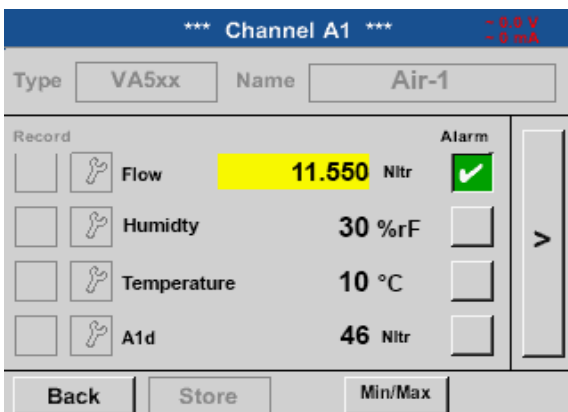 *** Channel A1 ***
~ 0.0 V
~ 0 mA
Type VA5xx Name Air-1
Record Alarm
Flow 11.550 Nltr
Humidty 30 %rF
>
Temperature 10 °C
A1d 46 Nltr
Back Store Min/Max